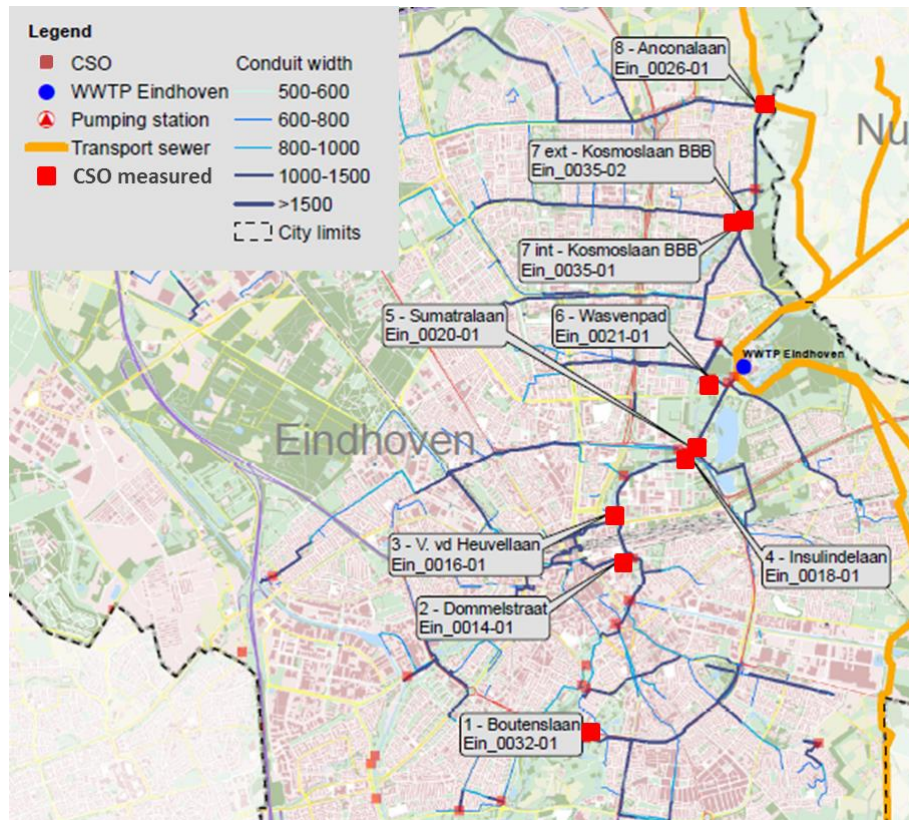 Legend
CSO
WWTP Eindhoven
Pumping station
Transport sewer
CSO measured
Conduit width
500-600
600-800
800-1000
1000-1500
>1500
City limits
8 - Anconalaan
Ein_0026-01
Nu
7 ext - Kosmoslaan BBB
Ein_0035-02
7 int - Kosmoslaan BBB
Ein_0035-01
5 - Sumatralaan
Ein_0020-01
6 - Wasvenpad
Ein_0021-01
WWTP Eindhoven
Eindhoven
3 - V. vd Heuvellaan
Ein_0016-01
4 - Insulindelaan
Ein_0018-01
2 - Dommelstraat
Ein_0014-01
1 - Boutenslaan
Ein_0032-01